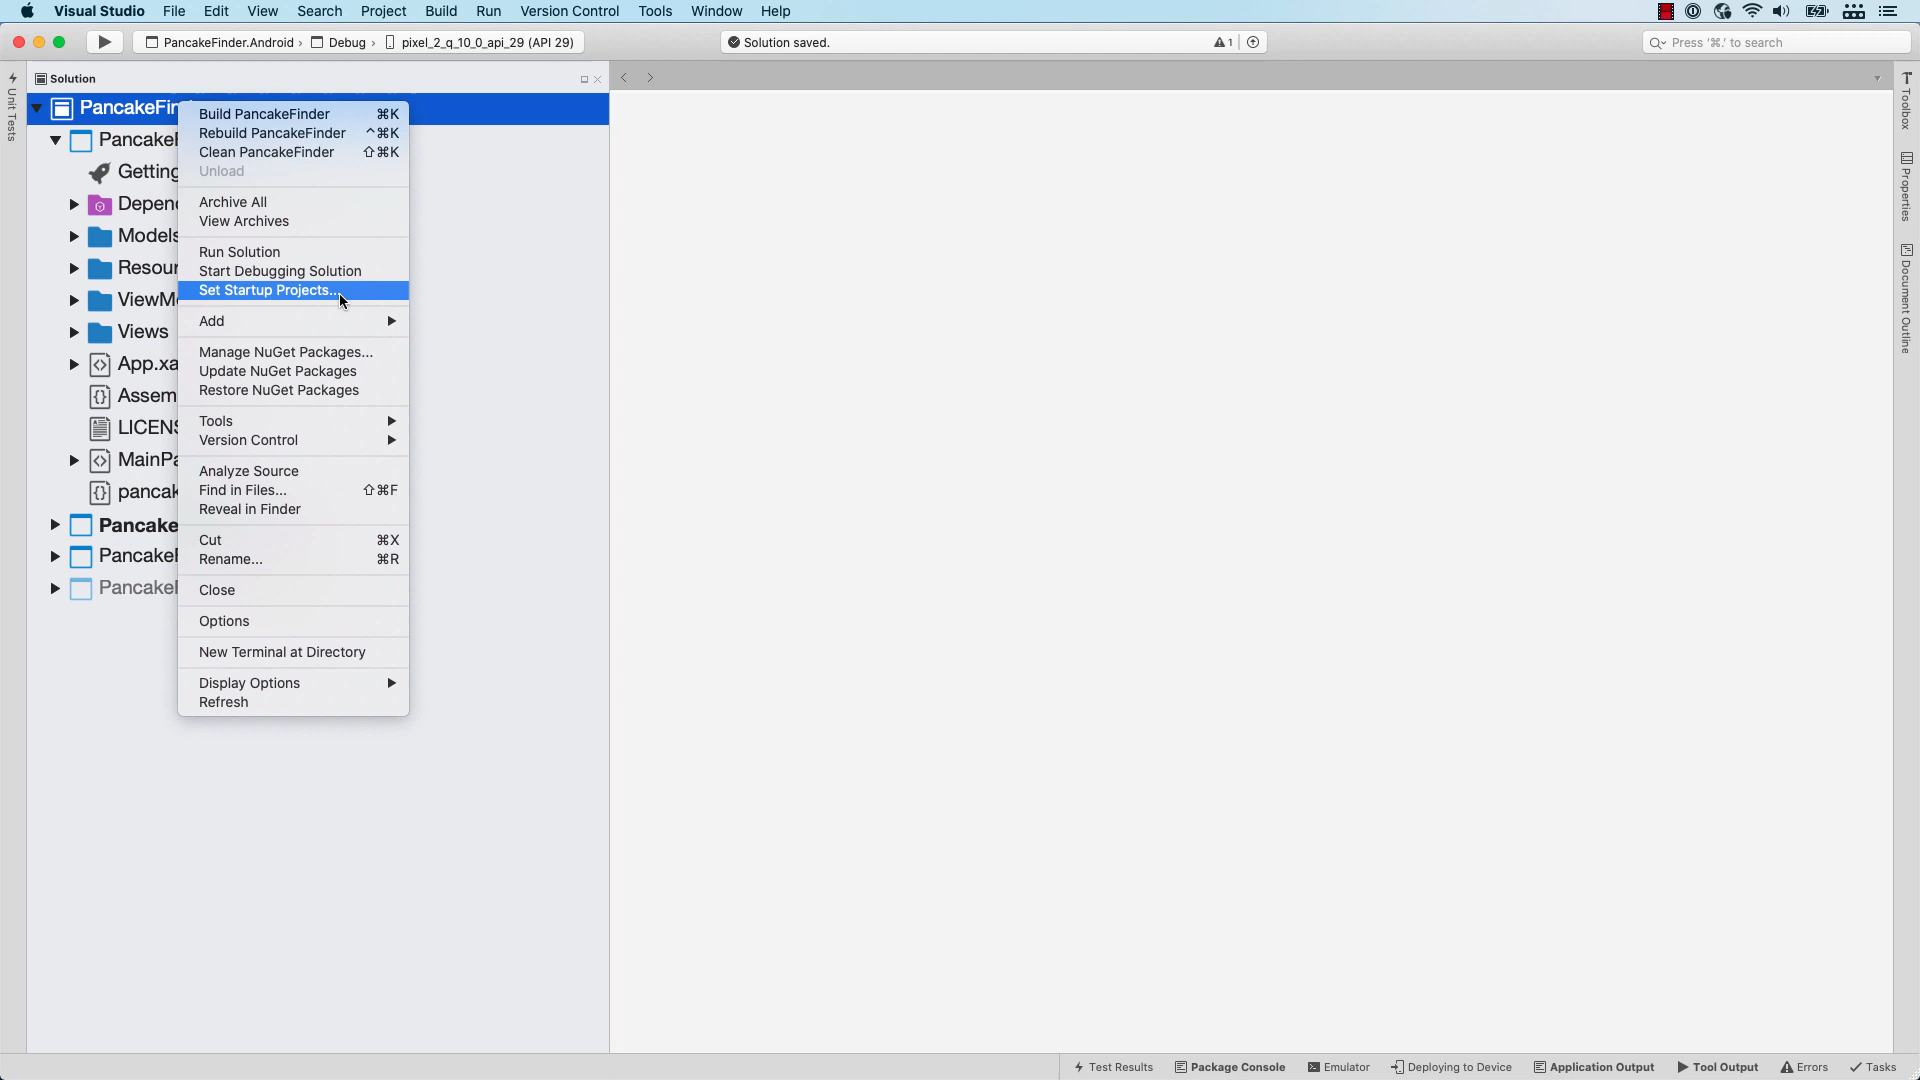 Visual Studio File Edit View Search Project Build Run Version Control Tools Window Help
PancakeFinder.Android › Debug › pixel_2_q_10_0_api_29 (API 29)
Solution saved.
1
Press '⌘.' to search
Unit Tests
Solution
PancakeFin
PancakeF
Getting
Depen
Models
Resour
ViewM
Views
App.xa
Assem
LICENS
MainPa
pancak
Pancake
PancakeF
PancakeF
Build PancakeFinder ⌘K
Rebuild PancakeFinder ^⌘K
Clean PancakeFinder ⇧⌘K
Unload
Archive All
View Archives
Run Solution
Start Debugging Solution
Set Startup Projects...
Add
Manage NuGet Packages...
Update NuGet Packages
Restore NuGet Packages
Tools
Version Control
Analyze Source
Find in Files... ⇧⌘F
Reveal in Finder
Cut ⌘X
Rename... ⌘R
Close
Options
New Terminal at Directory
Display Options
Refresh
Toolbox
Properties
Document Outline
Test Results Package Console Emulator Deploying to Device Application Output Tool Output Errors Tasks